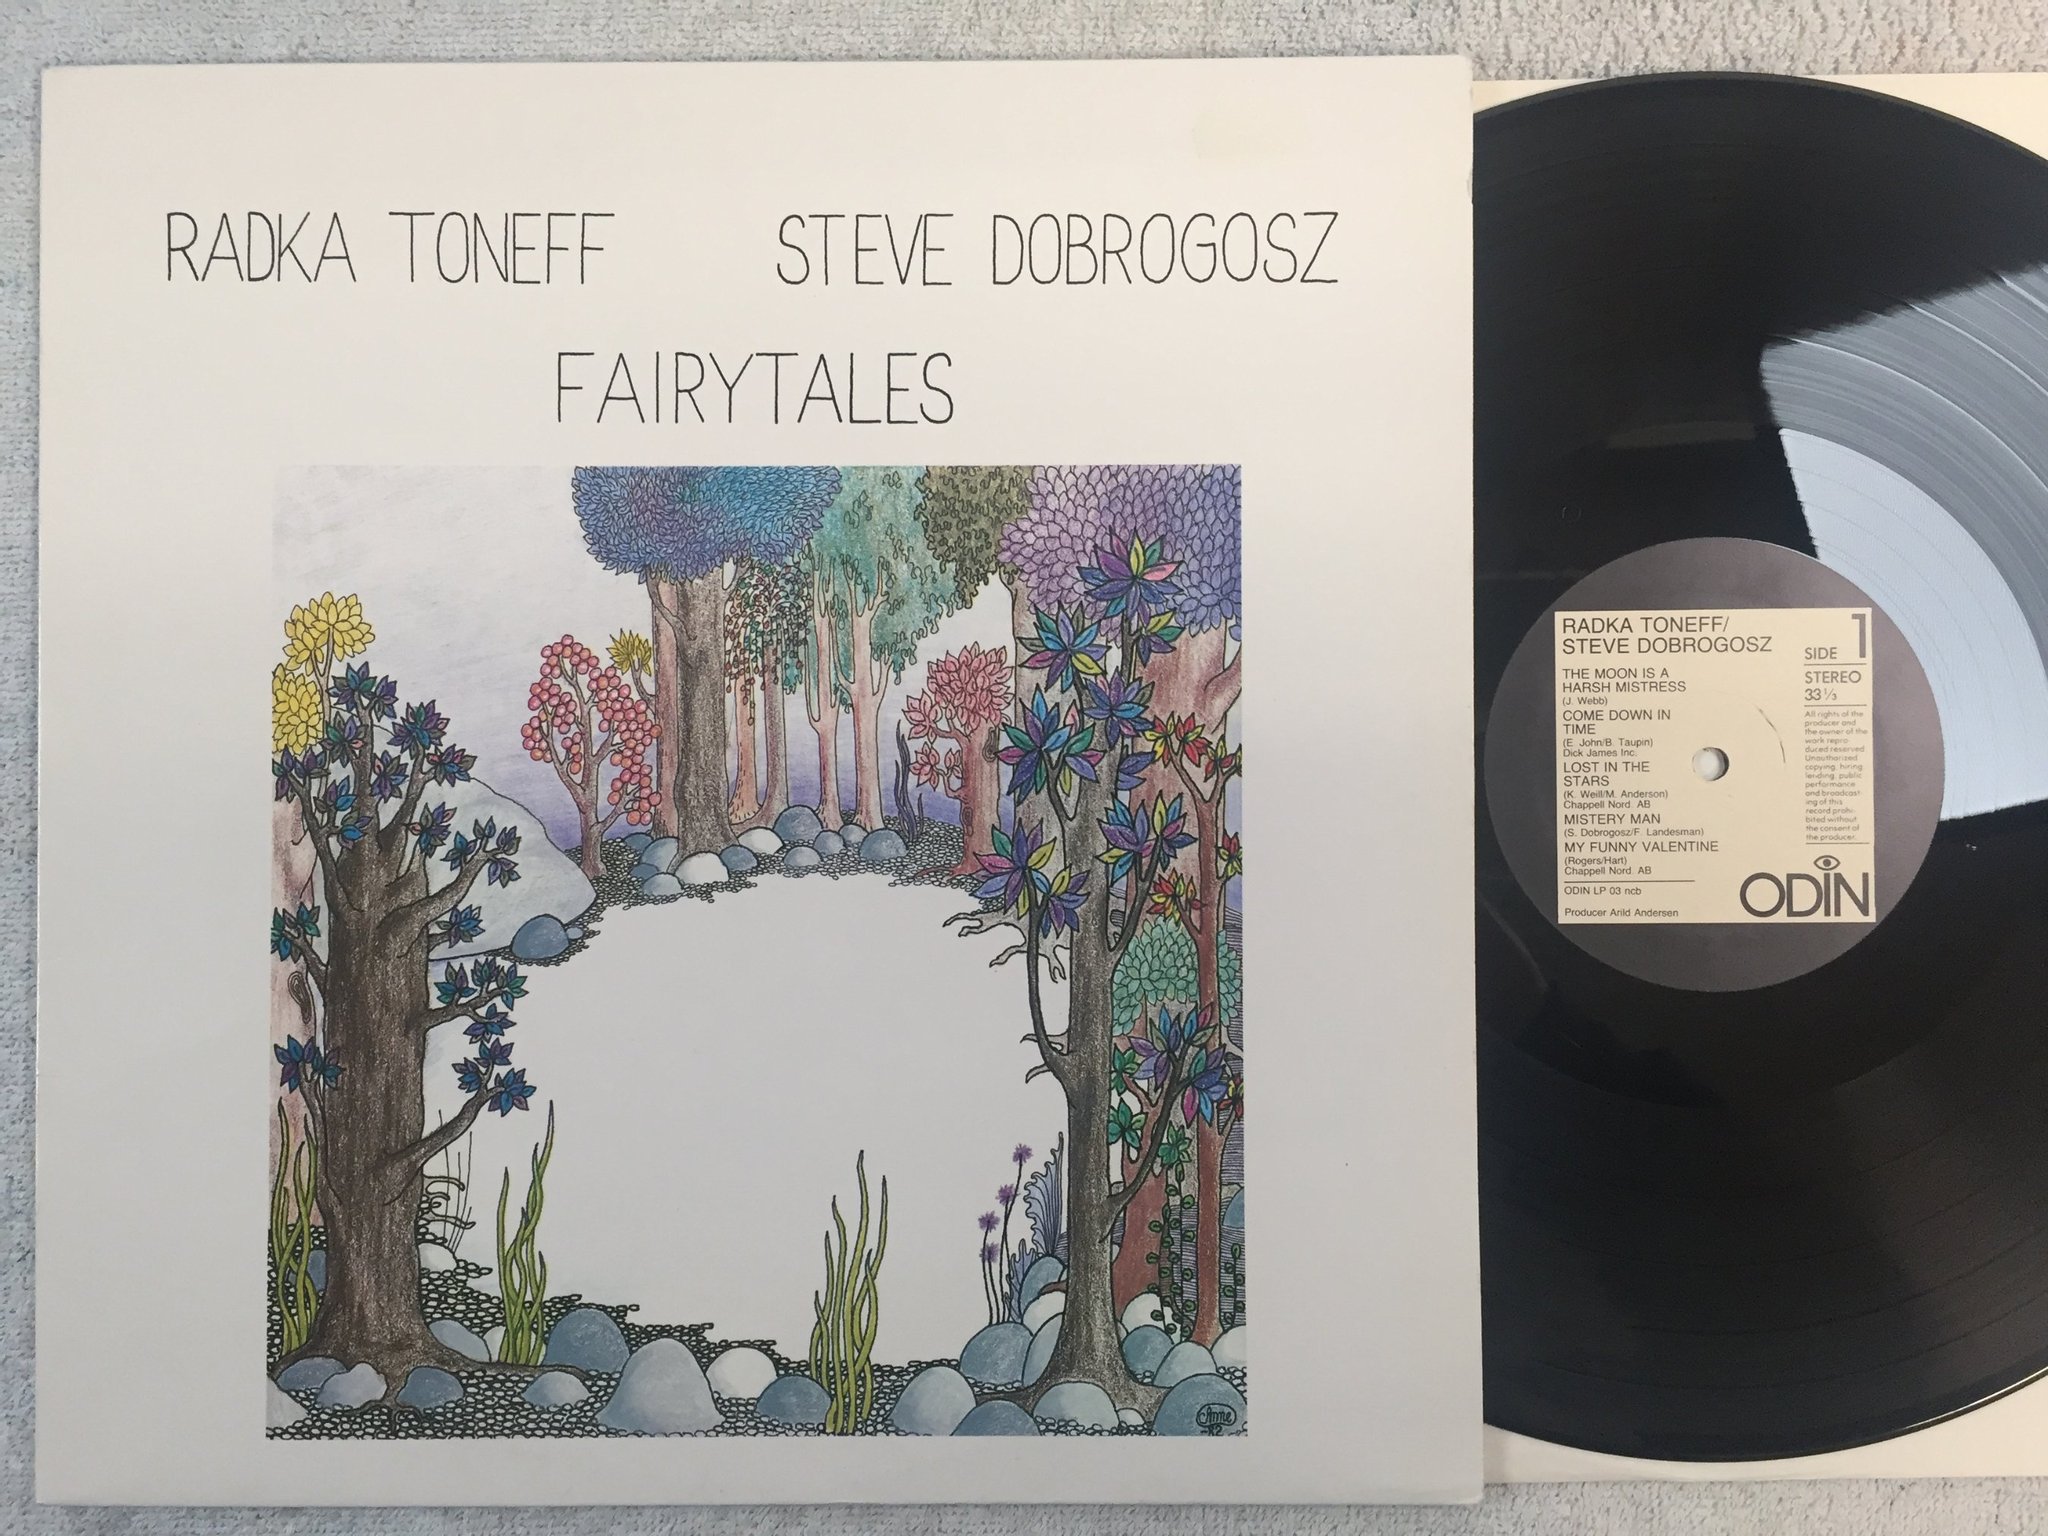 RADKA TONEFF STEVE DOBROGOSZ
FAIRYTALES
Anne
-82-
RADKA TONEFF/
STEVE DOBROGOSZ
THE MOON IS A
HARSH MISTRESS
(J. Webb)
COME DOWN IN
TIME
(E. John/B. Taupin)
Dick James Inc.
LOST IN THE
STARS
(K. Weill/M. Anderson)
Chappell Nord. AB
MISTERY MAN
(S. Dobrogosz/F. Landesman)
MY FUNNY VALENTINE
(Rogers/Hart)
Chappell Nord. AB
ODIN LP 03 ncb
Producer Arild Andersen
SIDE 1
STEREO
33 1/3
All rights of the
producer and
the owner of the
work repro-
duced reserved
Unauthorized
copying, hiring
lending, public
performance
and broadcast-
ing of this
record prohi-
bited without
the consent of
the producer.
ODIN